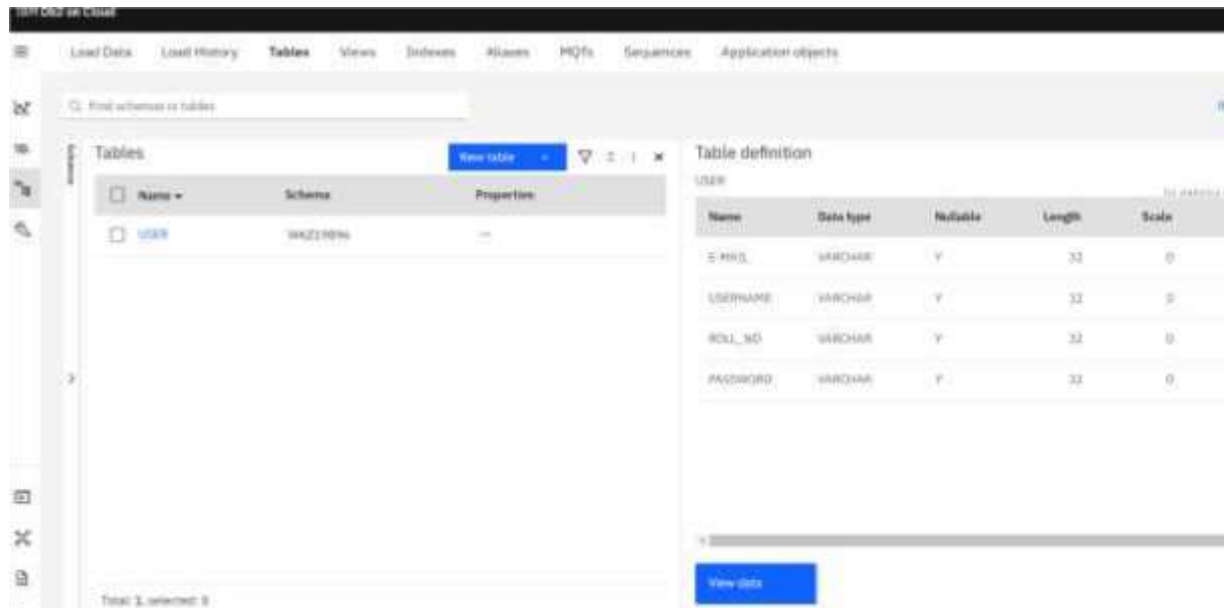 IBM Db2 on Cloud
Load Data Load History Tables Views Indexes Aliases MQTs Sequences Application objects
Find schemas or tables
Tables
New table
Name Schema Properties
USER
Total: 1, selected: 0
Table definition
USER
Name Data type Nullable Length Scale
E-MAIL VARCHAR Y 32 0
USERNAME VARCHAR Y 32 0
ROLL_NO VARCHAR Y 32 0
PASSWORD VARCHAR Y 32 0
View data